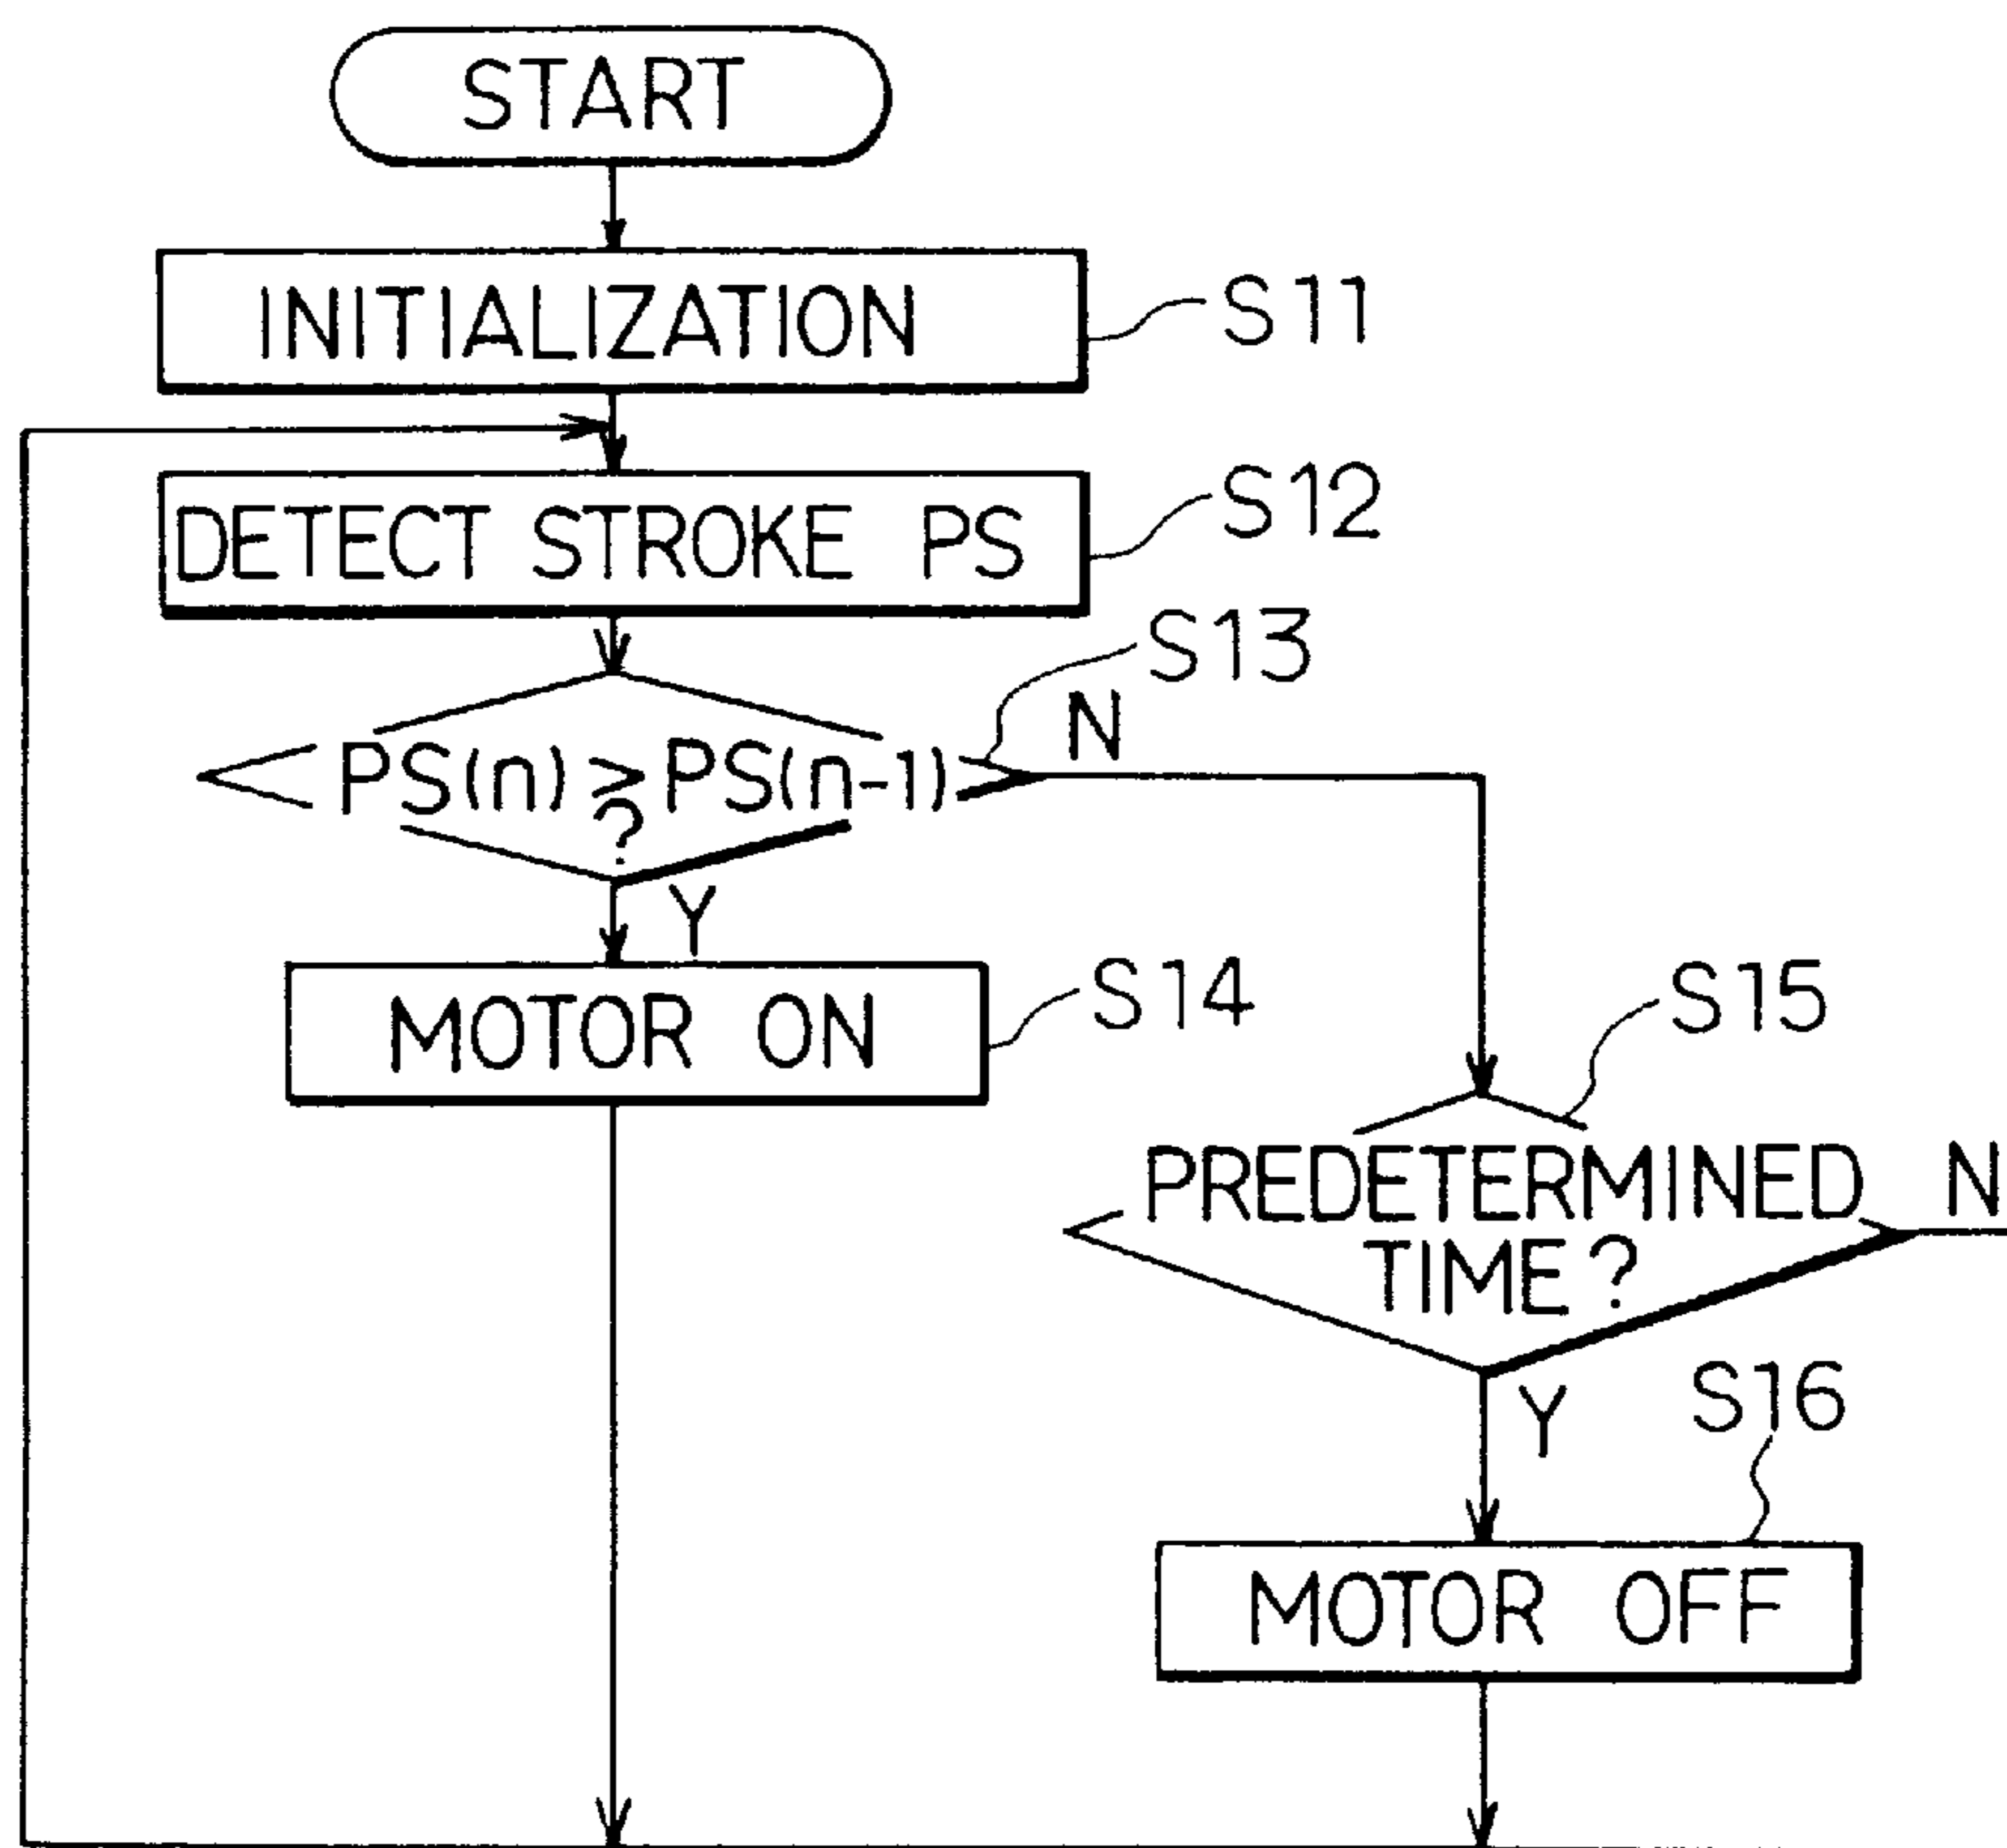 START
INITIALIZATION
S11
DETECT STROKE PS
S12
S13
PS(n) ≥ PS(n-1)
?
N
Y
MOTOR ON
S14
S15
PREDETERMINED
TIME?
N
Y
S16
MOTOR OFF